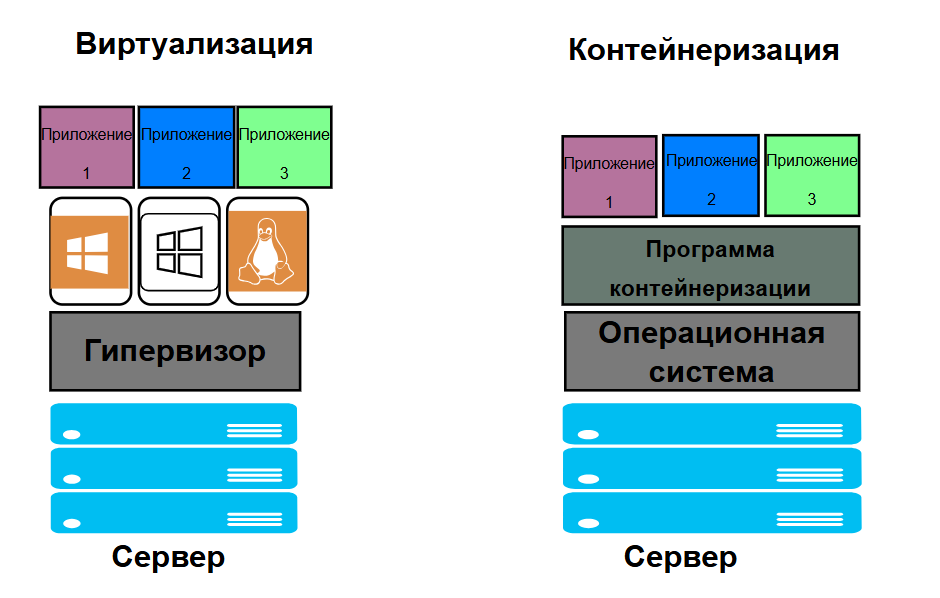 Виртуализация
Приложение
1
Приложение
2
Приложение
3
Гипервизор
Сервер
Контейнеризация
Приложение
1
Приложение
2
Приложение
3
Программа
контейнеризации
Операционная
система
Сервер